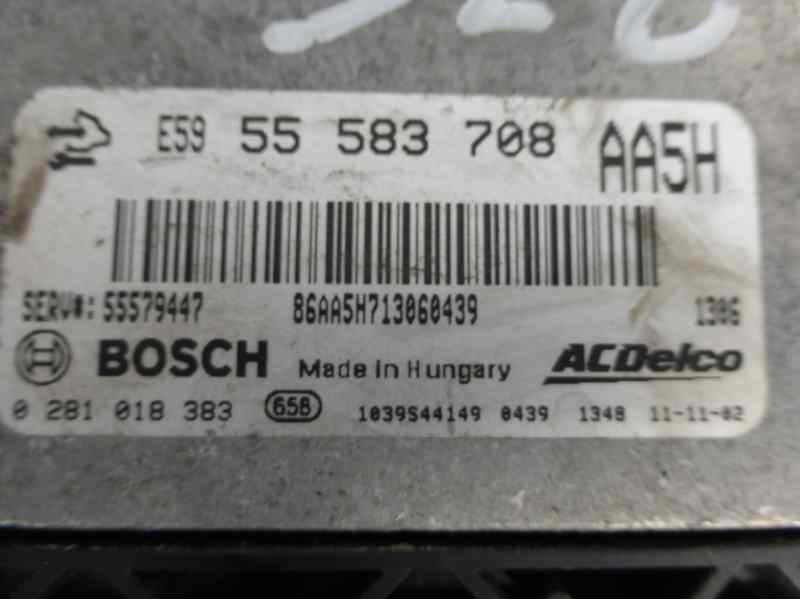 E59 55 583 708 AA5H
SERV#: 55579447 86AA5H713060439 1306
BOSCH Made in Hungary ACDelco
0 281 018 383 658 1039S44149 0439 1348 11-11-02